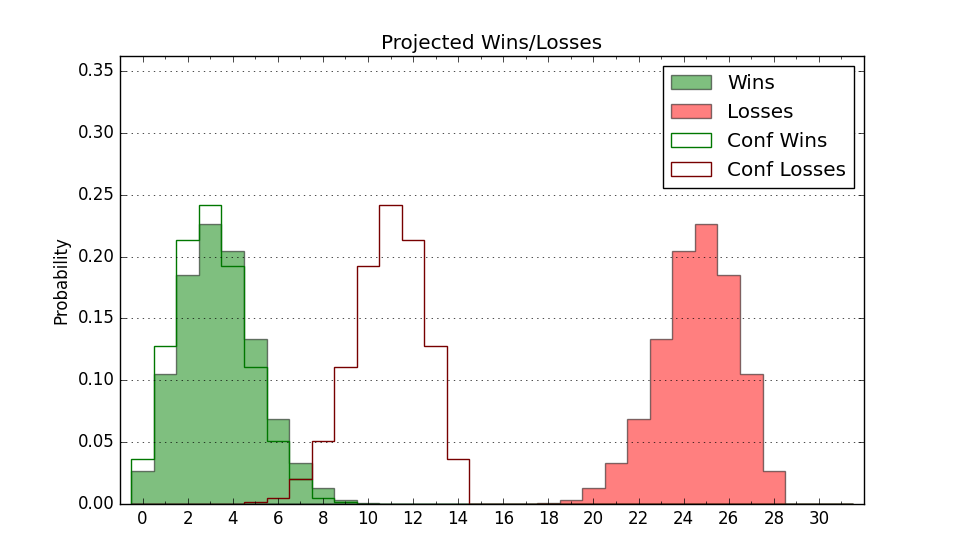 Projected Wins/Losses
Probability
0.35
0.30
0.25
0.20
0.15
0.10
0.05
0.00
0 2 4 6 8 10 12 14 16 18 20 22 24 26 28 30
Wins
Losses
Conf Wins
Conf Losses